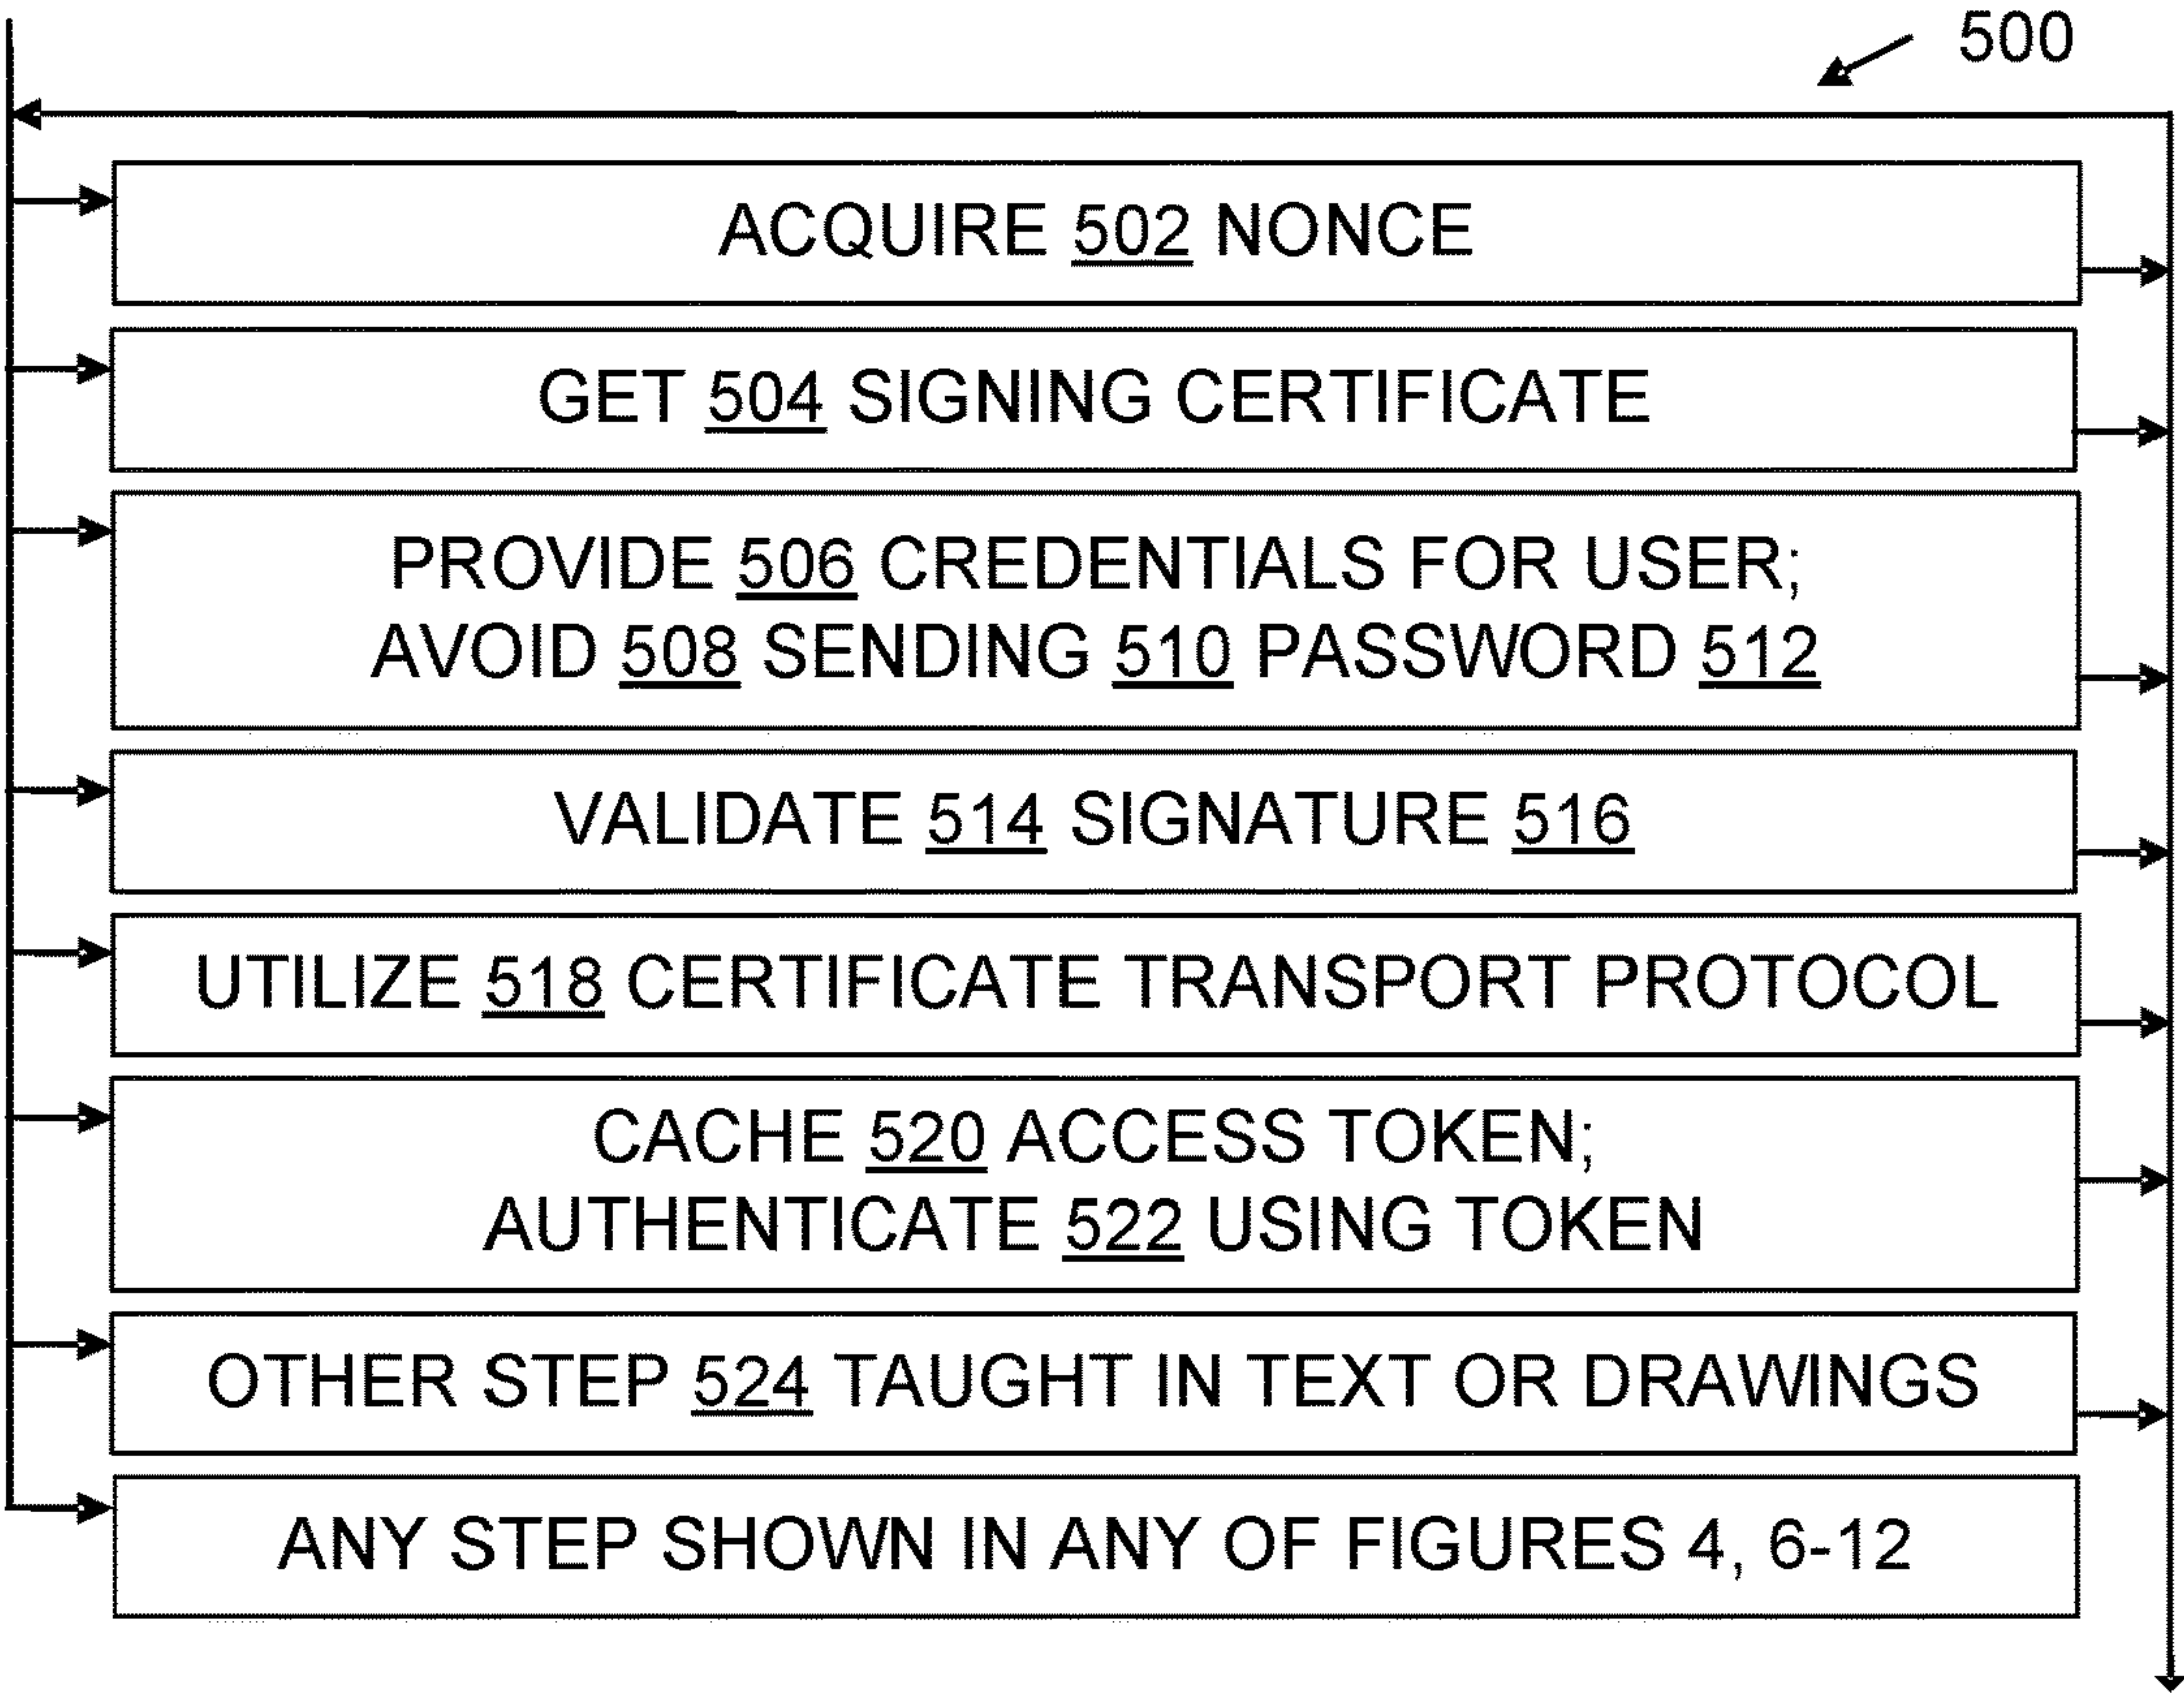 500
ACQUIRE 502 NONCE
GET 504 SIGNING CERTIFICATE
PROVIDE 506 CREDENTIALS FOR USER;
AVOID 508 SENDING 510 PASSWORD 512
VALIDATE 514 SIGNATURE 516
UTILIZE 518 CERTIFICATE TRANSPORT PROTOCOL
CACHE 520 ACCESS TOKEN;
AUTHENTICATE 522 USING TOKEN
OTHER STEP 524 TAUGHT IN TEXT OR DRAWINGS
ANY STEP SHOWN IN ANY OF FIGURES 4, 6-12